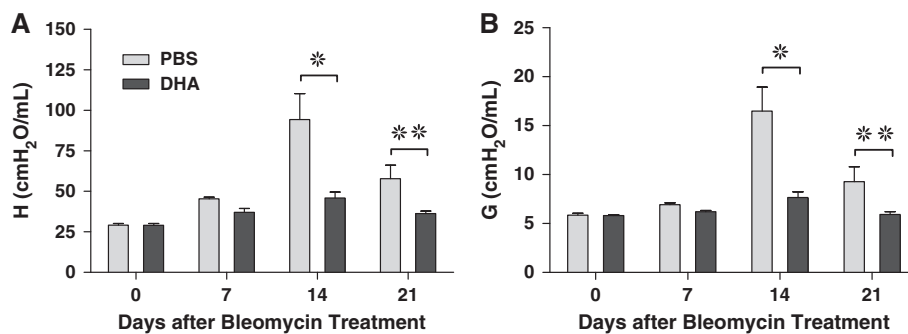 A
H (cmH₂O/mL)
150
125
100
75
50
25
0
PBS
DHA
*
**
0 7 14 21
Days after Bleomycin Treatment
B
G (cmH₂O/mL)
25
20
15
10
5
0
*
**
0 7 14 21
Days after Bleomycin Treatment